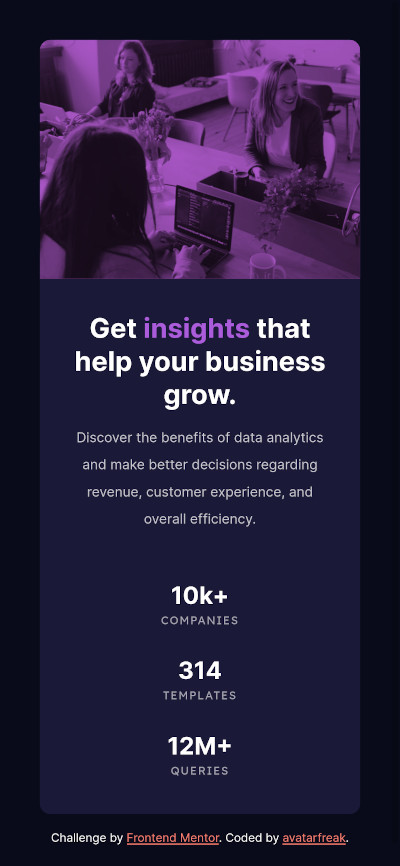 Get insights that
help your business
grow.
Discover the benefits of data analytics
and make better decisions regarding
revenue, customer experience, and
overall efficiency.
10k+
COMPANIES
314
TEMPLATES
12M+
QUERIES
Challenge by Frontend Mentor. Coded by avatarfreak.